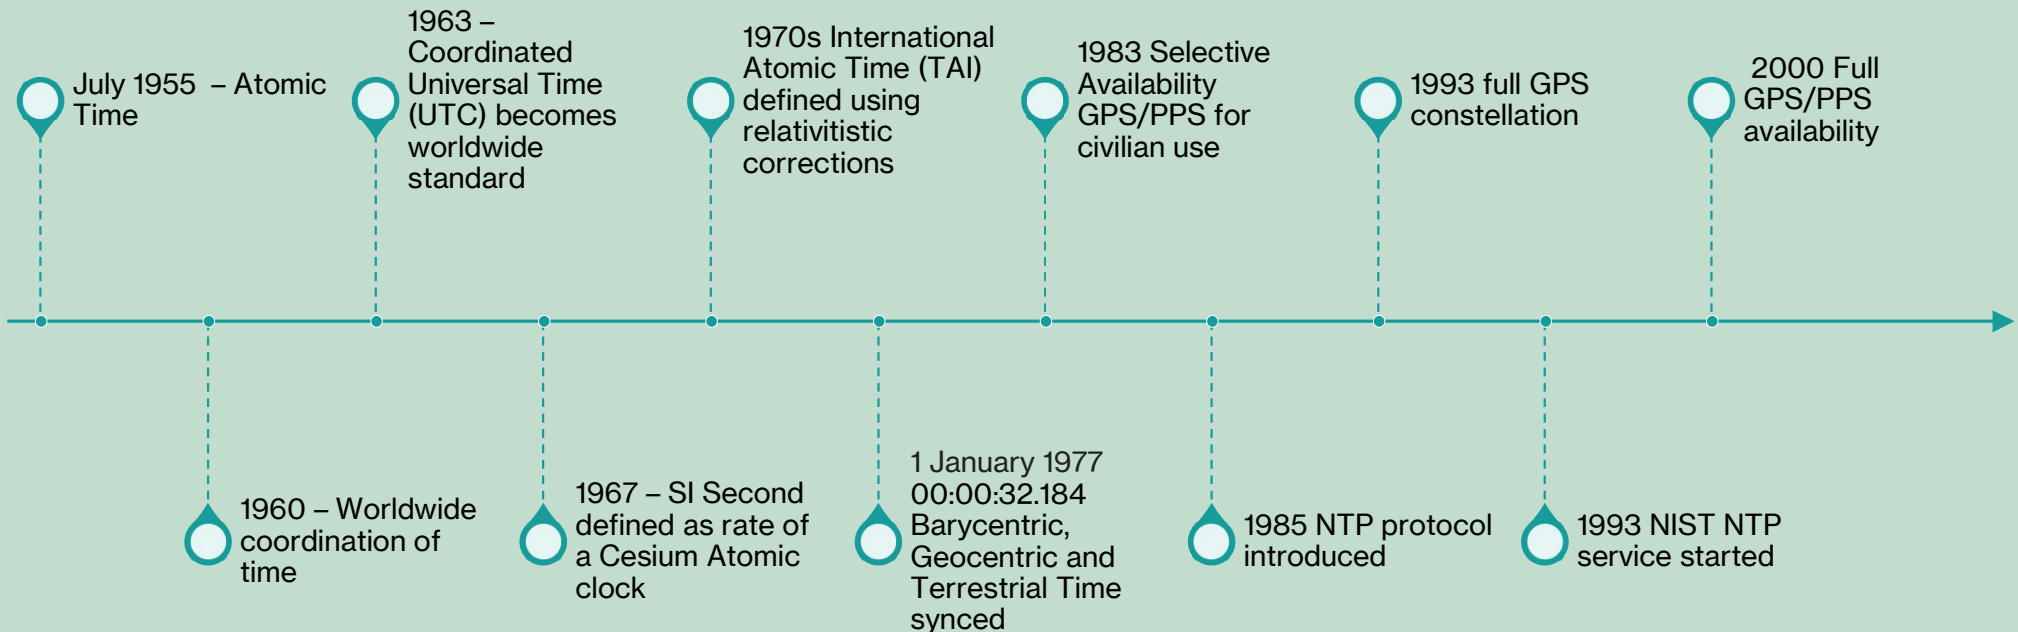 July 1955  – Atomic
Time
1960 – Worldwide
coordination of
time
1963 –
Coordinated
Universal Time
(UTC) becomes
worldwide
standard
1967 – SI Second
defined as rate of
a Cesium Atomic
clock
1970s International
Atomic Time (TAI)
defined using
relativitistic
corrections
1 January 1977
00:00:32.184
Barycentric,
Geocentric and
Terrestrial Time
synced
1983 Selective
Availability
GPS/PPS for
civilian use
1985 NTP protocol
introduced
1993 full GPS
constellation
1993 NIST NTP
service started
2000 Full
GPS/PPS
availability